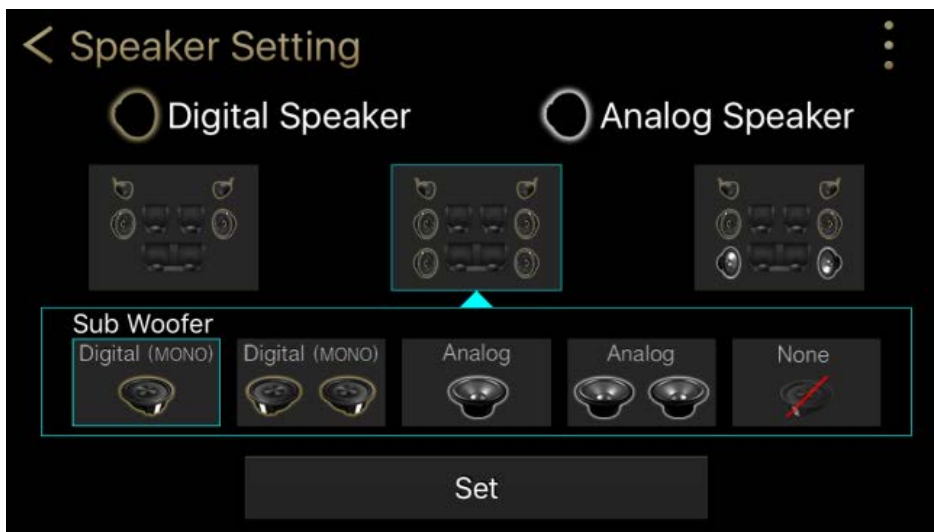 Speaker Setting
Digital Speaker
Analog Speaker
Sub Woofer
Digital (MONO)
Digital (MONO)
Analog
Analog
None
Set